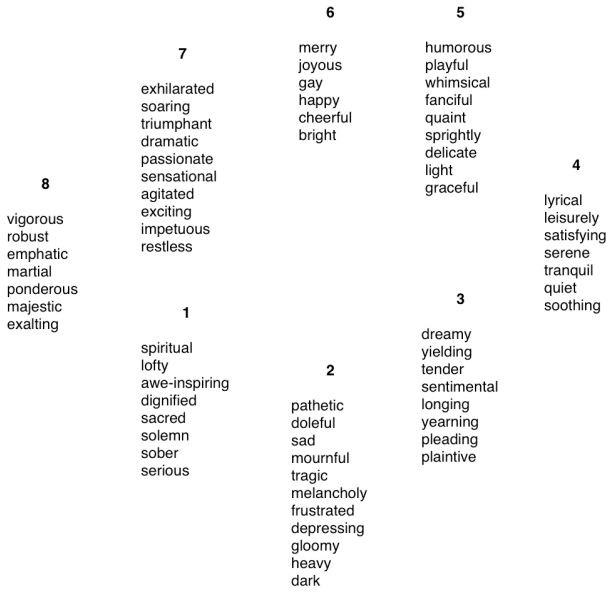 6
merry
joyous
gay
happy
cheerful
bright
5
humorous
playful
whimsical
fanciful
quaint
sprightly
delicate
light
graceful
7
exhilarated
soaring
triumphant
dramatic
passionate
sensational
agitated
exciting
impetuous
restless
4
lyrical
leisurely
satisfying
serene
tranquil
quiet
soothing
8
vigorous
robust
emphatic
martial
ponderous
majestic
exalting
3
dreamy
yielding
tender
sentimental
longing
yearning
pleading
plaintive
1
spiritual
lofty
awe-inspiring
dignified
sacred
solemn
sober
serious
2
pathetic
doleful
sad
mournful
tragic
melancholy
frustrated
depressing
gloomy
heavy
dark